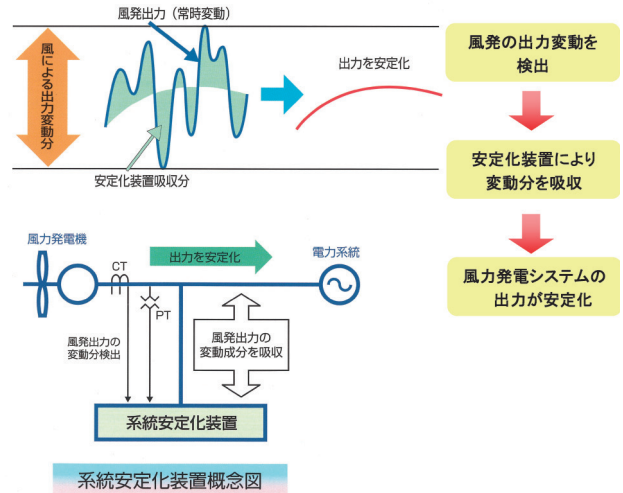 風発出力（常時変動）
風による出力変動分
出力を安定化
安定化装置吸収分
風発の出力変動を
検出
安定化装置により
変動分を吸収
風力発電システムの
出力が安定化
風力発電機
CT
出力を安定化
電力系統
PT
風発出力の
変動分検出
風発出力の
変動成分を吸収
系統安定化装置
系統安定化装置概念図